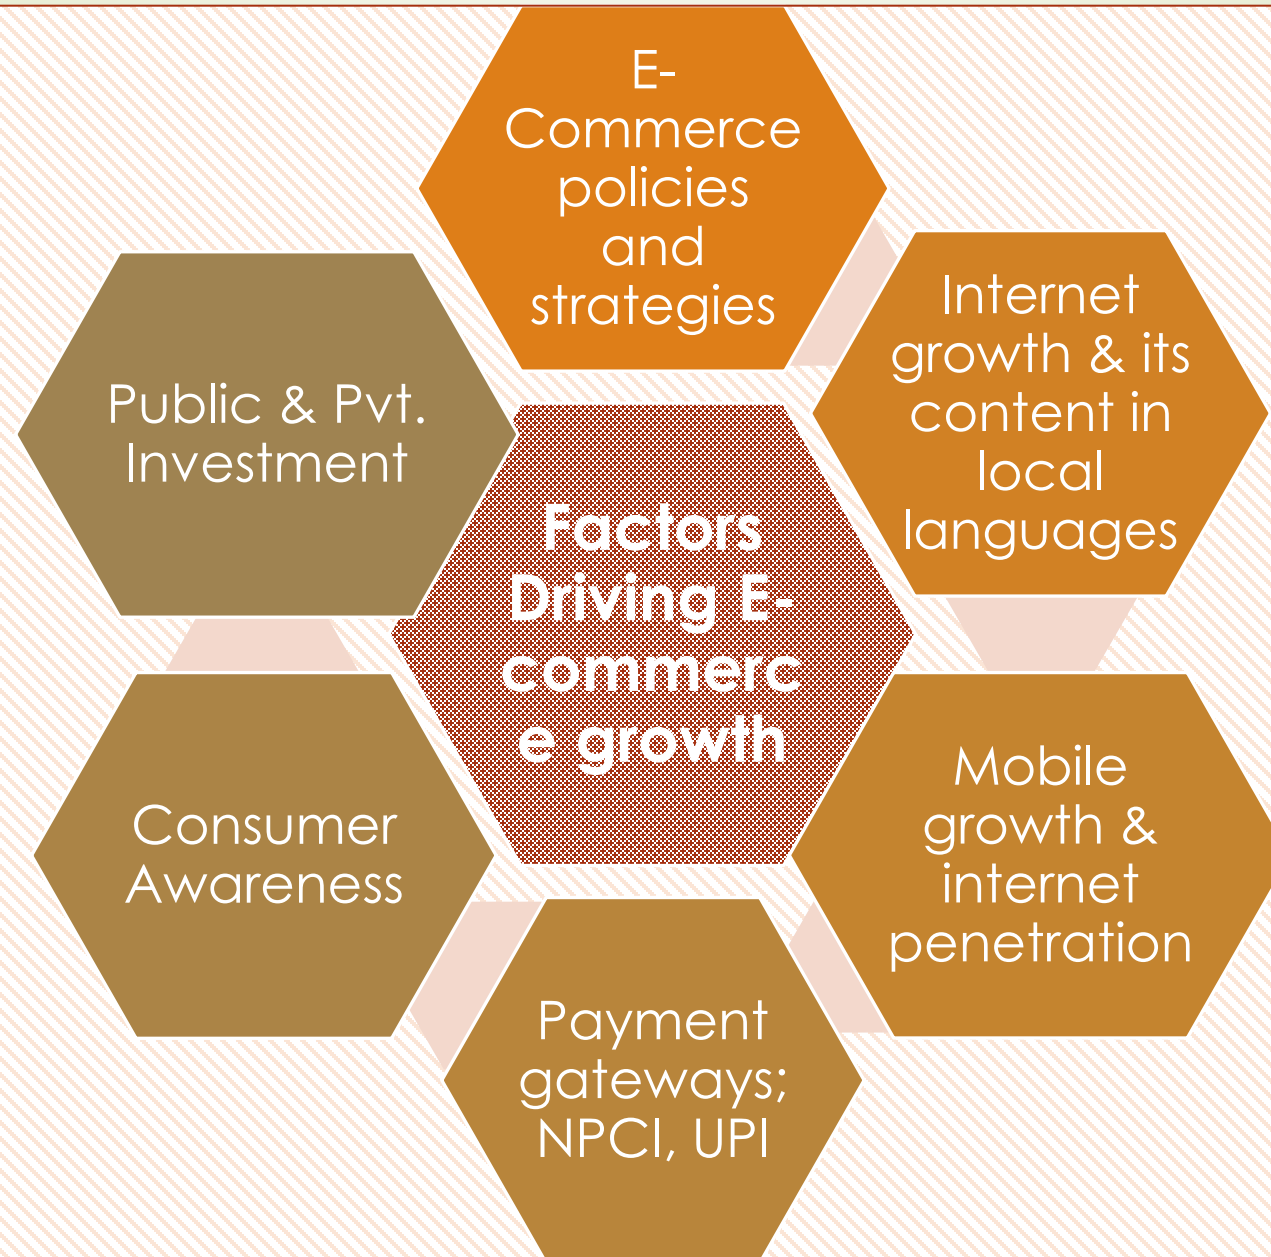 E-
Commerce
policies
and
strategies
Internet
growth & its
content in
local
languages
Public & Pvt.
Investment
Factors
Driving E-
commerc
e growth
Mobile
growth &
internet
penetration
Consumer
Awareness
Payment
gateways;
NPCI, UPI